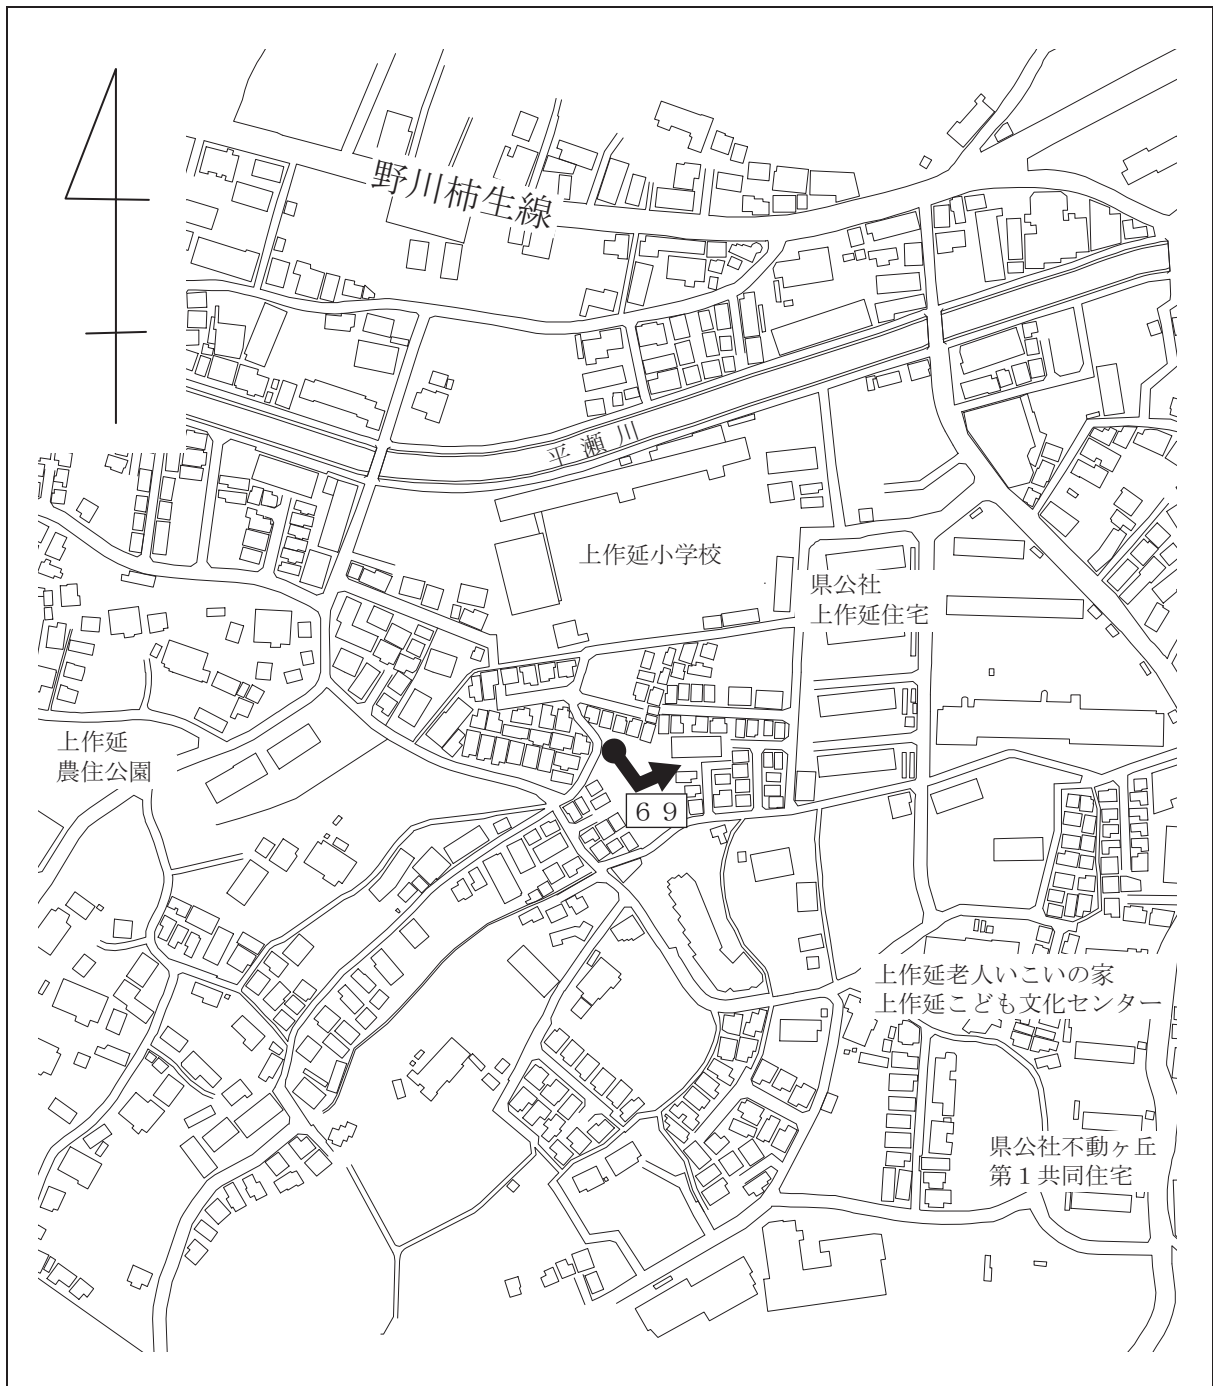 野川柿生線
平瀬川
上作延小学校
県公社
上作延住宅
上作延
農住公園
６９
上作延老人いこいの家
上作延こども文化センター
県公社不動ヶ丘
第１共同住宅